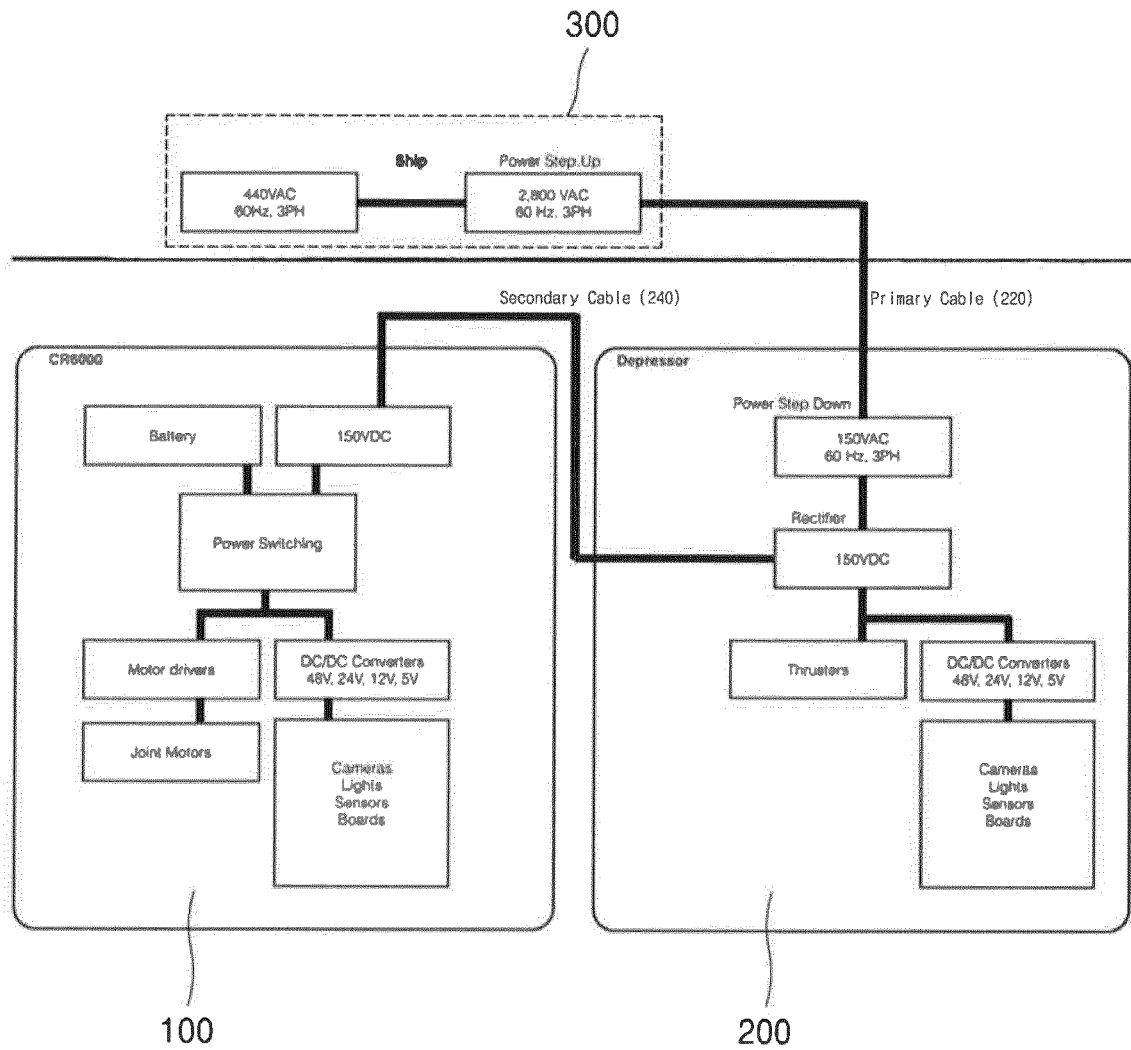 300
Ship
Power Step Up
440VAC
60Hz, 3PH
2,800 VAC
60 Hz, 3PH
Secondary Cable (240)
Primary Cable (220)
CR6000
Depressor
Battery
150VDC
Power Switching
Motor drivers
DC/DC Converters
48V, 24V, 12V, 5V
Joint Motors
Cameras
Lights
Sensors
Boards
Power Step Down
150VAC
60 Hz, 3PH
Rectifier
150VDC
Thrusters
DC/DC Converters
48V, 24V, 12V, 5V
Cameras
Lights
Sensors
Boards
100
200